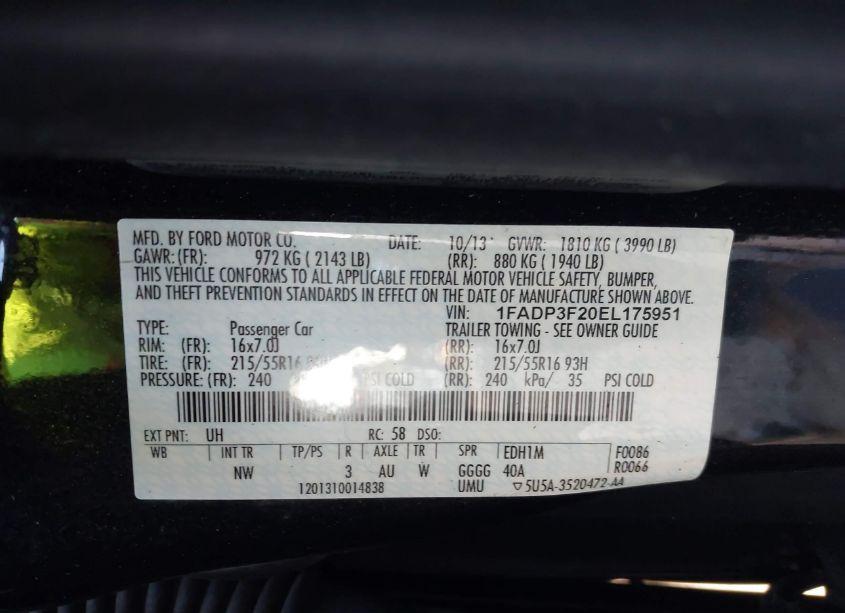 MFD. BY FORD MOTOR CO. DATE: 10/13 GVWR: 1810 KG ( 3990 LB)
GAWR: (FR): 972 KG ( 2143 LB) (RR): 880 KG ( 1940 LB)
THIS VEHICLE CONFORMS TO ALL APPLICABLE FEDERAL MOTOR VEHICLE SAFETY, BUMPER,
AND THEFT PREVENTION STANDARDS IN EFFECT ON THE DATE OF MANUFACTURE SHOWN ABOVE.
VIN: 1FADP3F20EL175951
TYPE: Passenger Car TRAILER TOWING - SEE OWNER GUIDE
RIM: (FR): 16x7.0J (RR): 16x7.0J
TIRE: (FR): 215/55R16 (RR): 215/55R16 93H
PRESSURE: (FR): 240 PSI COLD (RR): 240 kPa/ 35 PSI COLD
EXT PNT: UH RC: 58 DSO:
WB INT TR TP/PS R AXLE TR SPR EDH1M F0086
NW 3 AU W GGGG 40A R0066
1201310014838 UMU 5U5A-3520472-AA